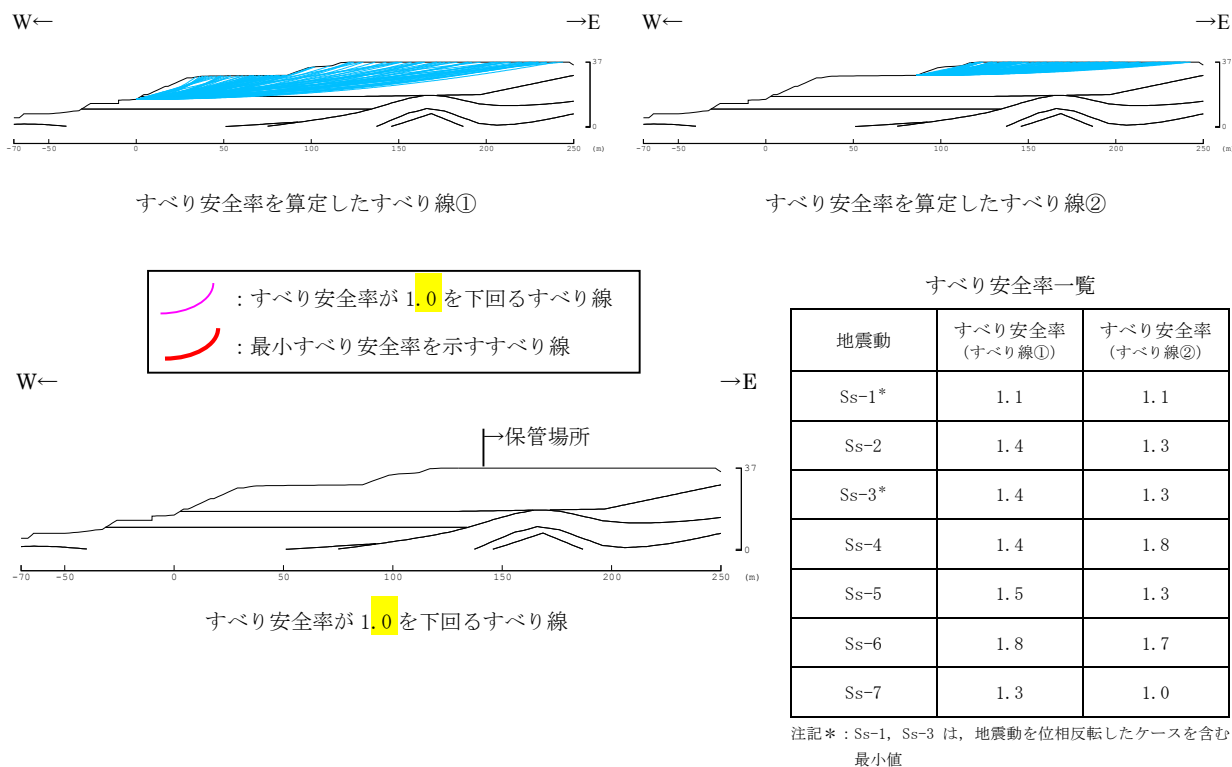 W← →E
37
0
-70 -50 0 50 100 150 200 250 (m)
すべり安全率を算定したすべり線①
W← →E
37
0
-70 -50 0 50 100 150 200 250 (m)
すべり安全率を算定したすべり線②
：すべり安全率が 1.0 を下回るすべり線
：最小すべり安全率を示すすべり線
W← →E
→保管場所
37
0
-70 -50 0 50 100 150 200 250 (m)
すべり安全率が 1.0 を下回るすべり線
すべり安全率一覧
地震動 すべり安全率 (すべり線①) すべり安全率 (すべり線②)
Ss-1* 1.1 1.1
Ss-2 1.4 1.3
Ss-3* 1.4 1.3
Ss-4 1.4 1.8
Ss-5 1.5 1.3
Ss-6 1.8 1.7
Ss-7 1.3 1.0
注記＊：Ss-1，Ss-3 は，地震動を位相反転したケースを含む
最小値